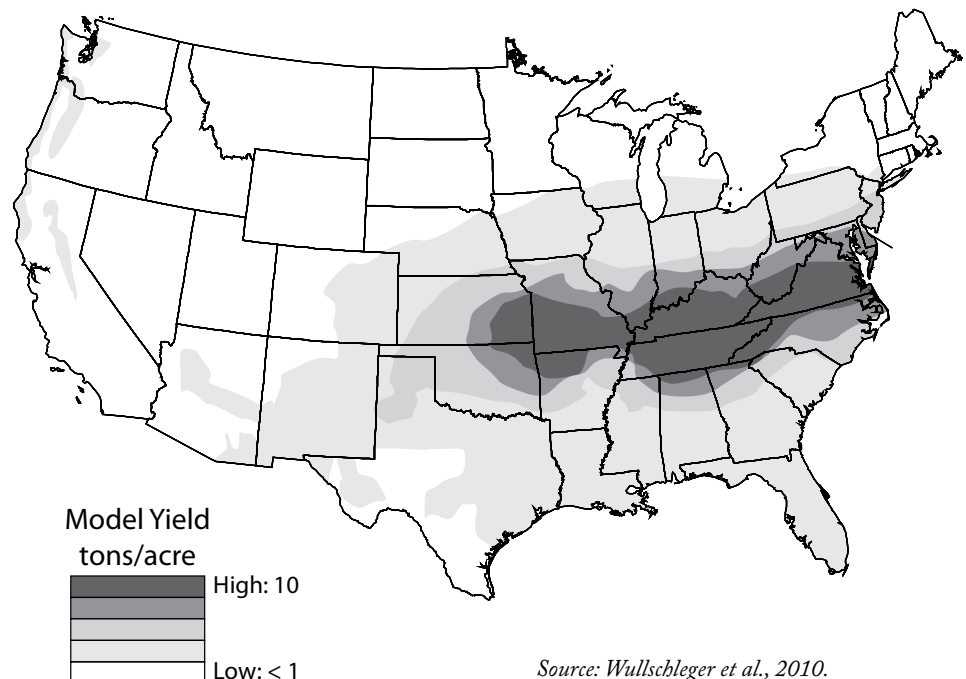 Model Yield
tons/acre
High: 10
Low: < 1
Source: Wullschleger et al., 2010.